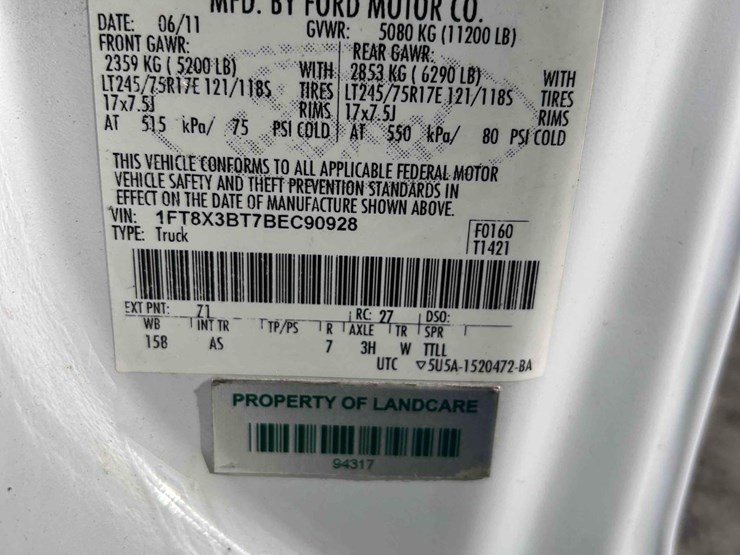 MFD. BY FORD MOTOR CO.
DATE: 06/11 GVWR: 5080 KG (11200 LB)
FRONT GAWR: REAR GAWR:
2359 KG ( 5200 LB) WITH 2853 KG ( 6290 LB) WITH
LT245/75R17E 121/118S TIRES LT245/75R17E 121/118S TIRES
17x7.5J RIMS 17x7.5J RIMS
AT 515 kPa/ 75 PSI COLD AT 550 kPa/ 80 PSI COLD
THIS VEHICLE CONFORMS TO ALL APPLICABLE FEDERAL MOTOR
VEHICLE SAFETY AND THEFT PREVENTION STANDARDS IN
EFFECT ON THE DATE OF MANUFACTURE SHOWN ABOVE.
VIN: 1FT8X3BT7BEC90928 F0160
TYPE: Truck T1421
EXT PNT: Z1 RC: 27 DSO:
WB INT TR TP/PS R AXLE TR SPR
158 AS 7 3H W TTLL
UTC ▽5U5A-1520472-BA
PROPERTY OF LANDCARE
94317